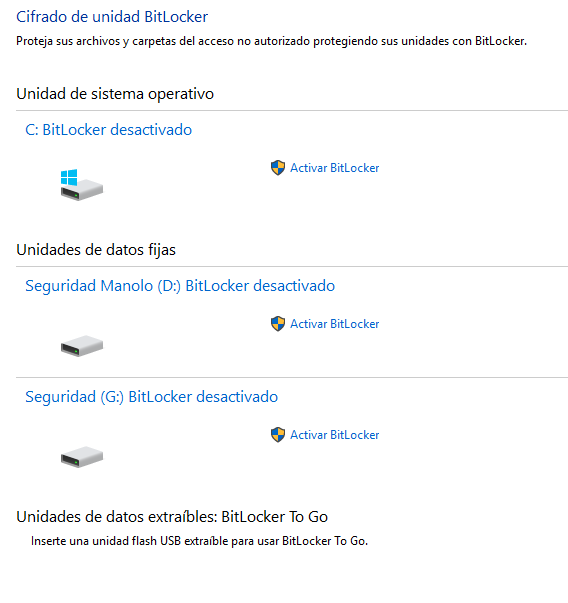 Cifrado de unidad BitLocker
Proteja sus archivos y carpetas del acceso no autorizado protegiendo sus unidades con BitLocker.
Unidad de sistema operativo
C: BitLocker desactivado
Activar BitLocker
Unidades de datos fijas
Seguridad Manolo (D:) BitLocker desactivado
Activar BitLocker
Seguridad (G:) BitLocker desactivado
Activar BitLocker
Unidades de datos extraíbles: BitLocker To Go
Inserte una unidad flash USB extraíble para usar BitLocker To Go.